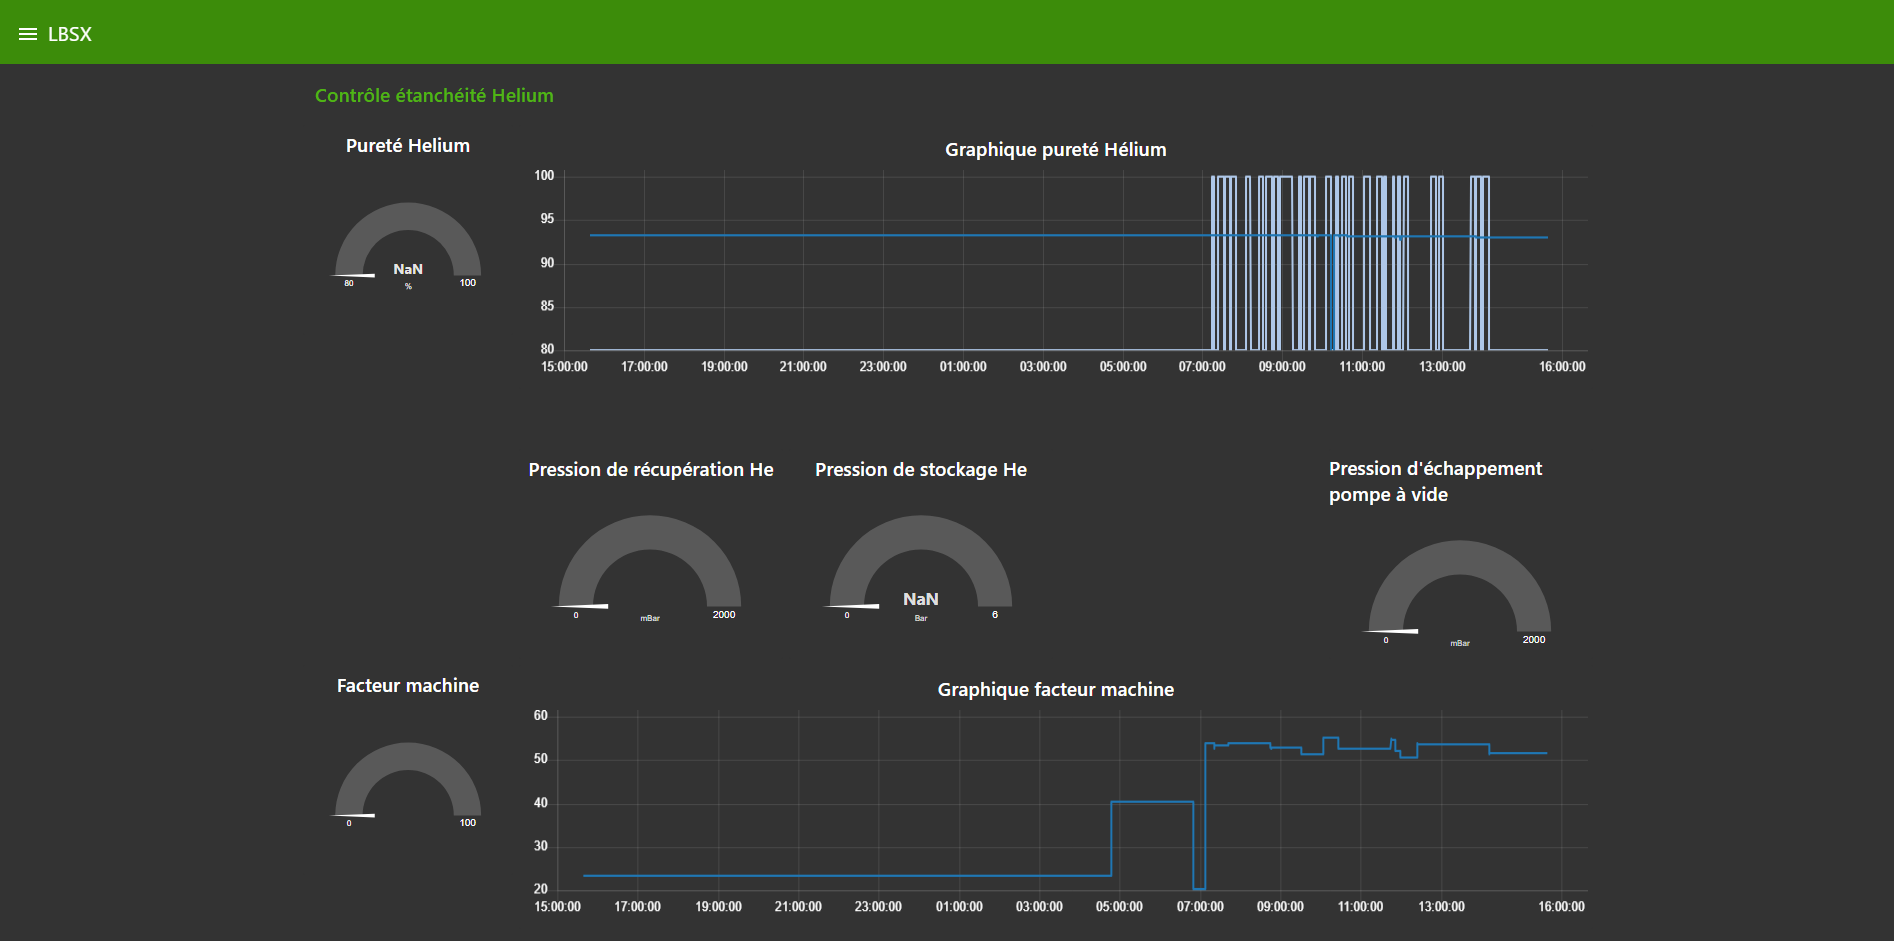 LBSX
Contrôle étanchéité Helium
Pureté Helium
NaN
%
80
100
Graphique pureté Hélium
100
95
90
85
80
15:00:00 17:00:00 19:00:00 21:00:00 23:00:00 01:00:00 03:00:00 05:00:00 07:00:00 09:00:00 11:00:00 13:00:00 16:00:00
Pression de récupération He
0
mBar
2000
Pression de stockage He
NaN
0
Bar
6
Pression d'échappement
pompe à vide
0
mBar
2000
Facteur machine
0
100
Graphique facteur machine
60
50
40
30
20
15:00:00 17:00:00 19:00:00 21:00:00 23:00:00 01:00:00 03:00:00 05:00:00 07:00:00 09:00:00 11:00:00 13:00:00 16:00:00